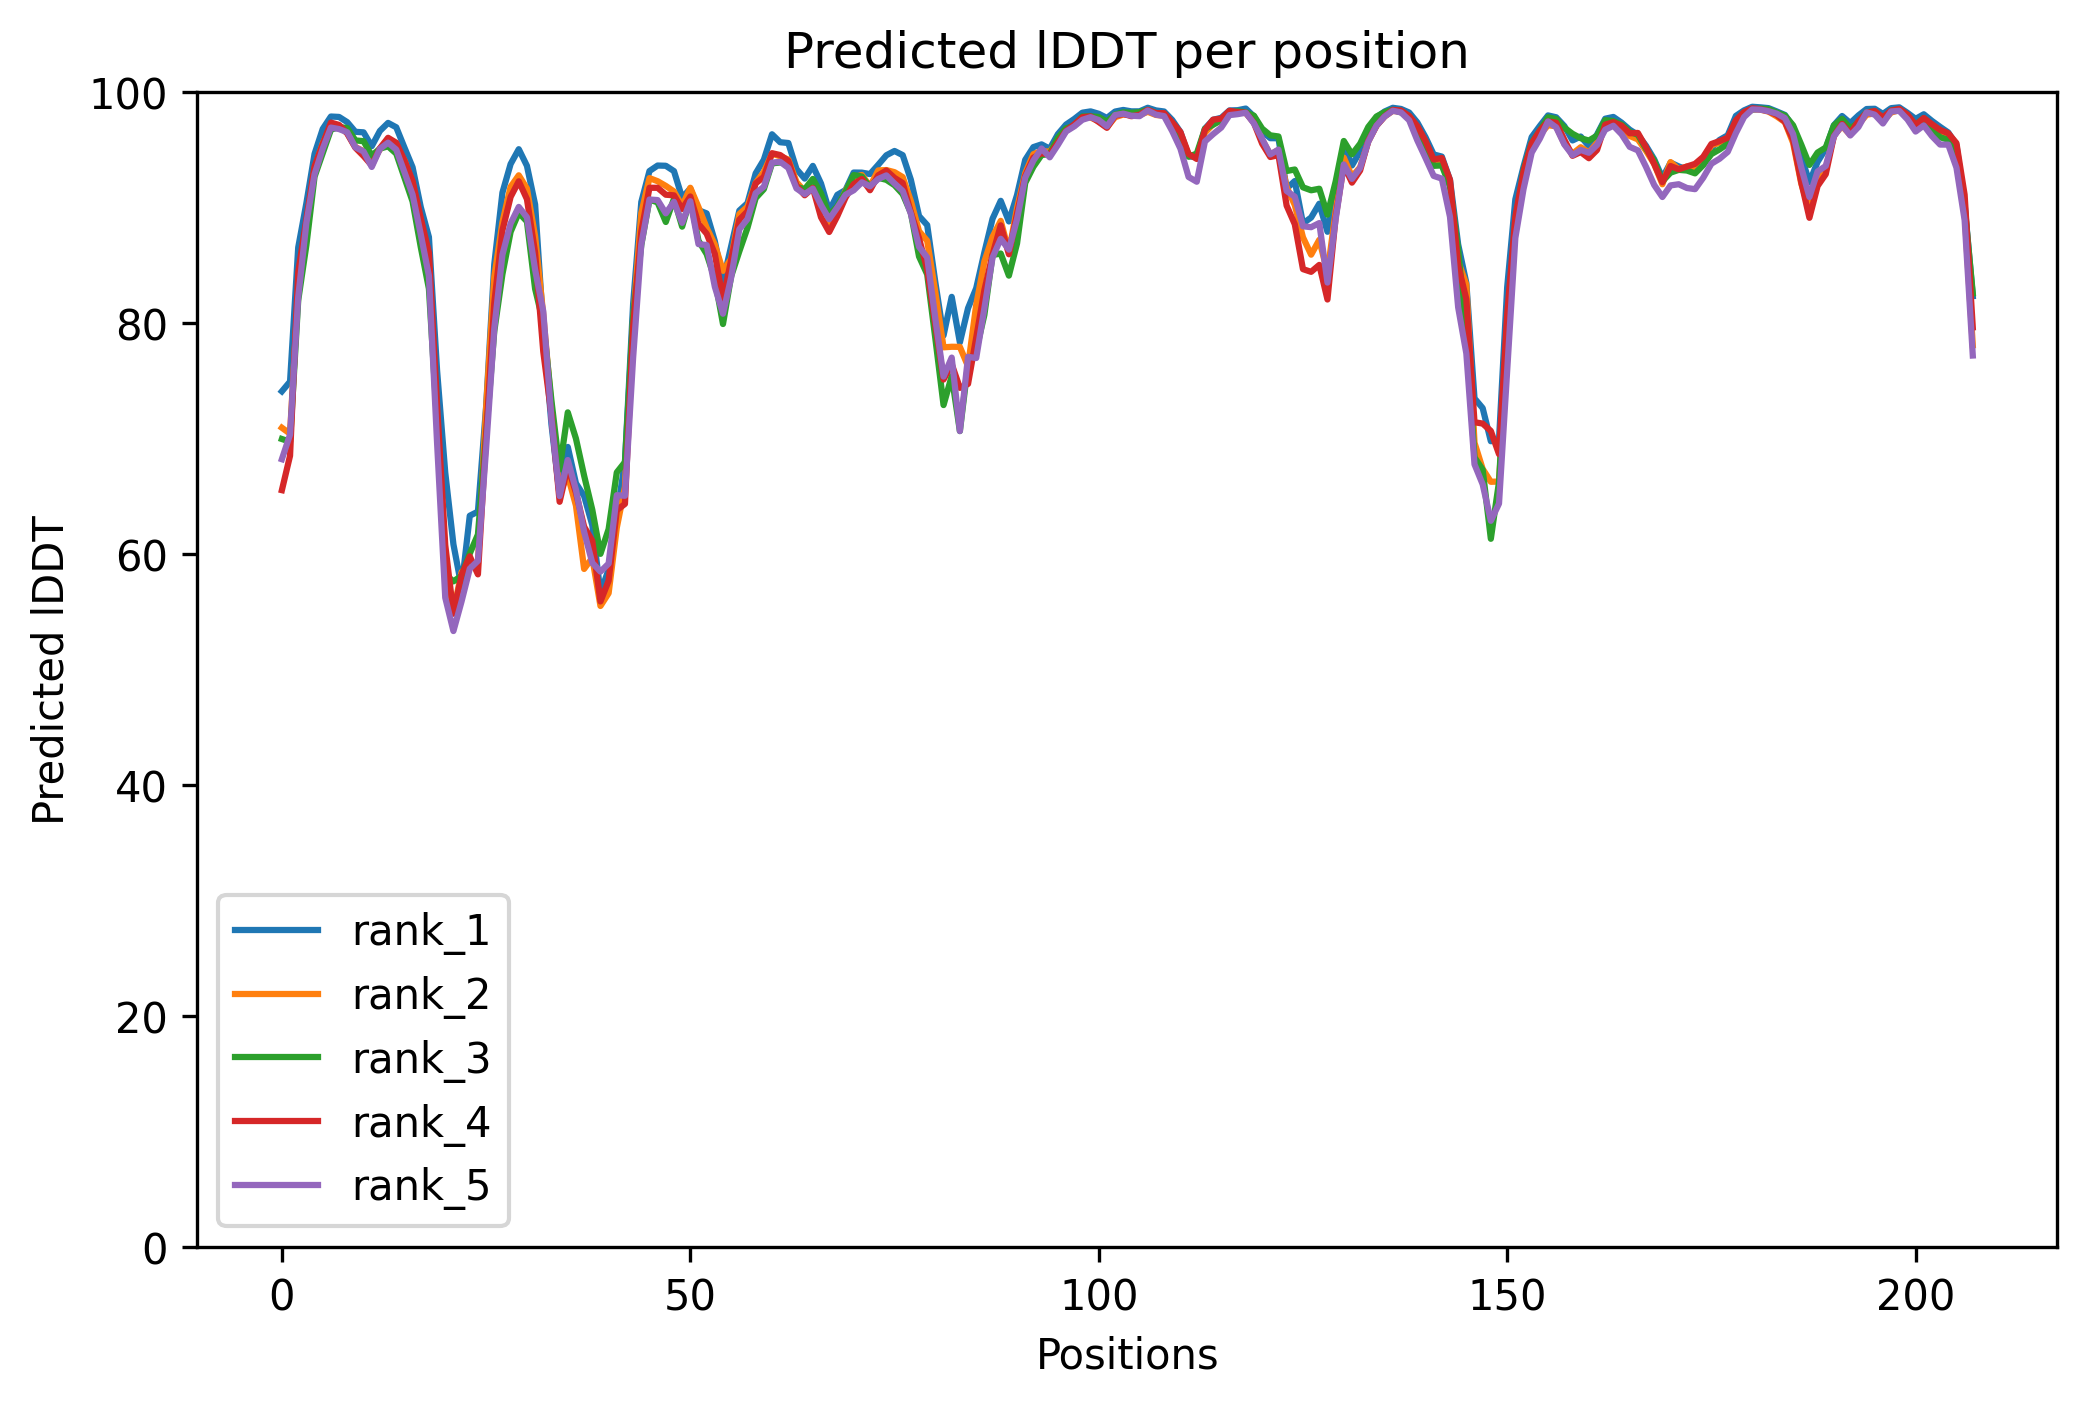 Predicted lDDT per position
100
80
60
40
20
0
Predicted lDDT
rank_1
rank_2
rank_3
rank_4
rank_5
0 50 100 150 200
Positions